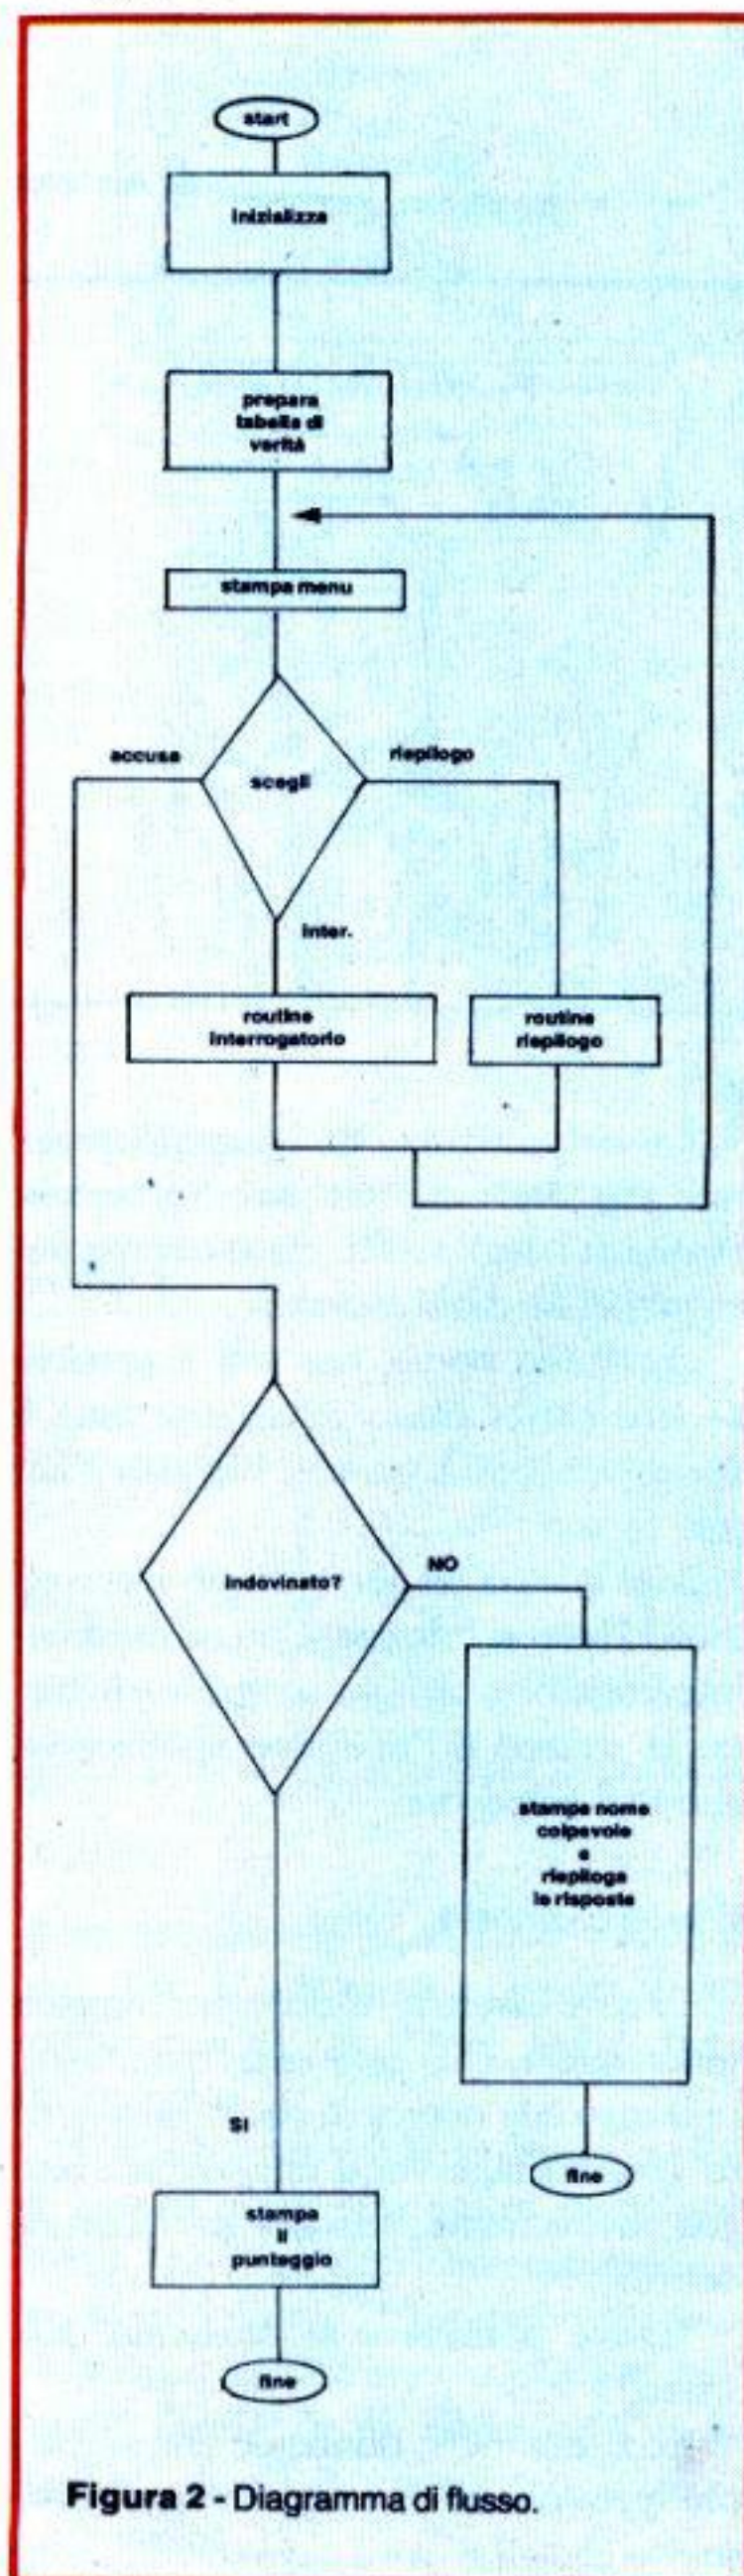 start
inizializza
prepara
tabella di
verità
stampa menu
accusa
scegli
riepilogo
inter.
routine
interrogatorio
routine
riepilogo
indovinato?
NO
stampa nome
colpevole
e
riepiloga
le risposte
SI
fine
stampa
il
punteggio
fine
Figura 2 - Diagramma di flusso.